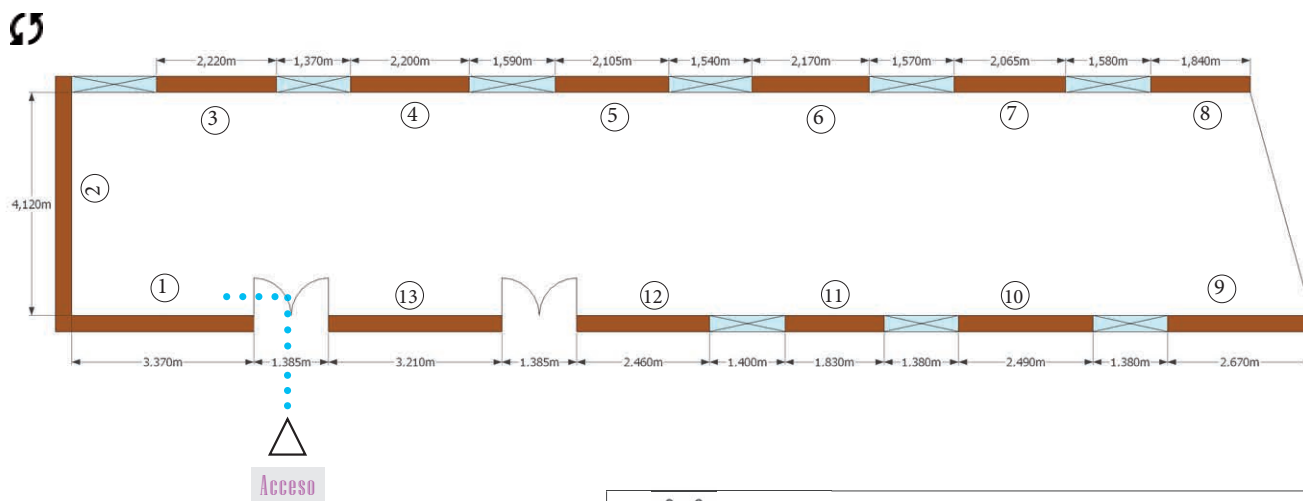 2,220m 1,370m 2,200m 1,590m 2,105m 1,540m 2,170m 1,570m 2,065m 1,580m 1,840m
3 4 5 6 7 8
2
4,120m
1 13 12 11 10 9
3.370m 1.385m 3.210m 1.385m 2.460m 1.400m 1.830m 1.380m 2.490m 1.380m 2.670m
Acceso